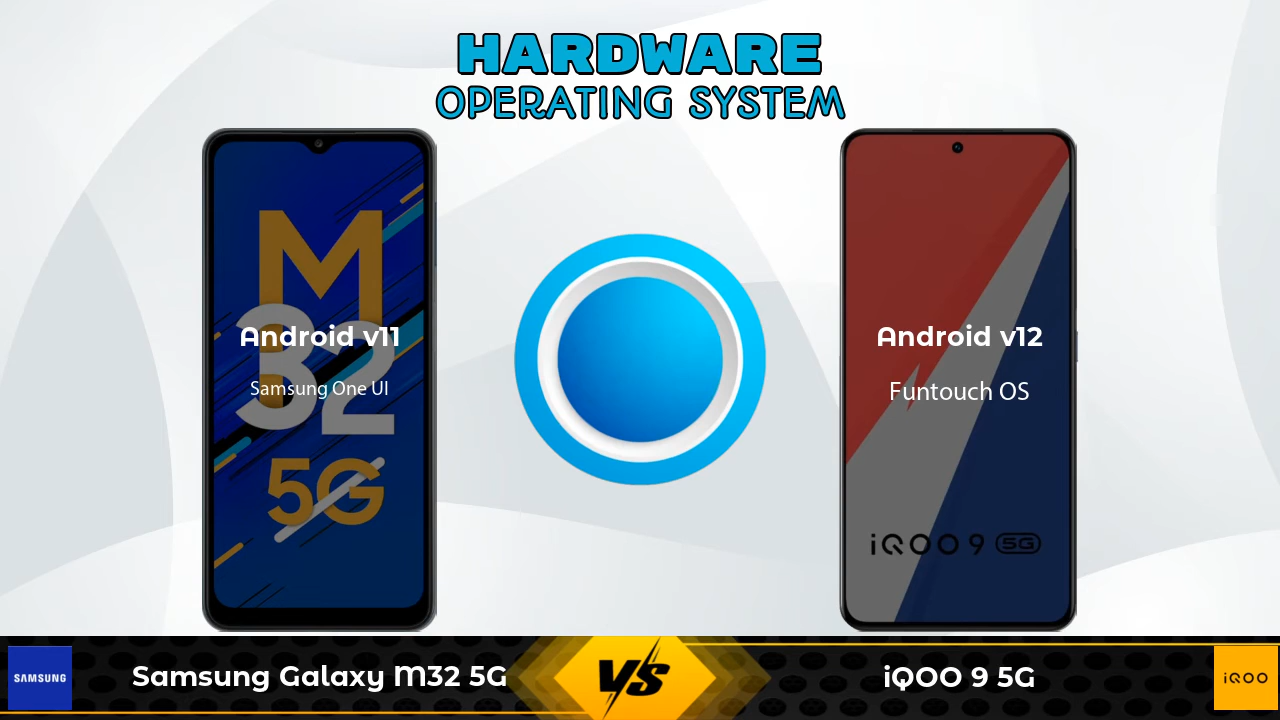 HARDWARE
OPERATING SYSTEM
M
32
5G
Android v11
Samsung One UI
Android v12
Funtouch OS
iQOO 9 5G
SAMSUNG
Samsung Galaxy M32 5G
VS
iQOO 9 5G
iQOO